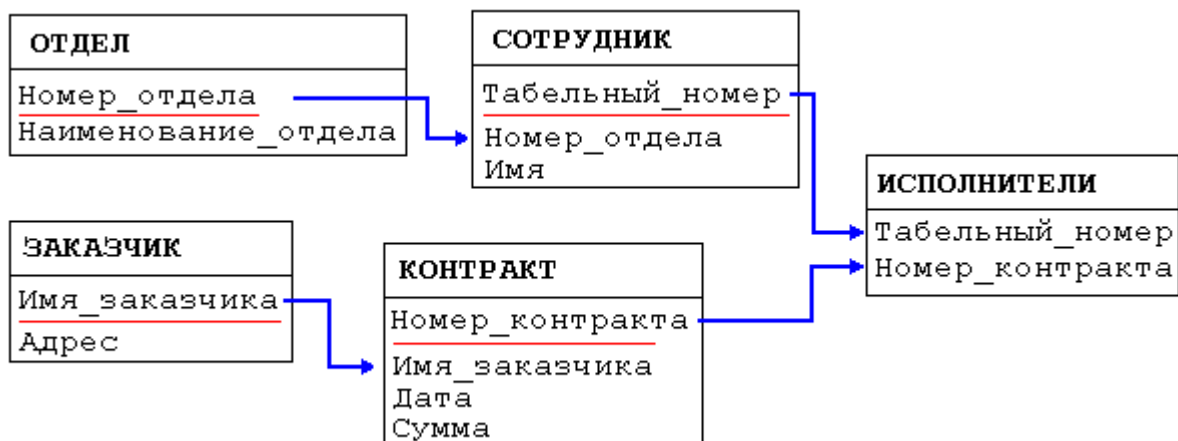 ОТДЕЛ
Номер_отдела
Наименование_отдела
СОТРУДНИК
Табельный_номер
Номер_отдела
Имя
ИСПОЛНИТЕЛИ
Табельный_номер
Номер_контракта
ЗАКАЗЧИК
Имя_заказчика
Адрес
КОНТРАКТ
Номер_контракта
Имя_заказчика
Дата
Сумма